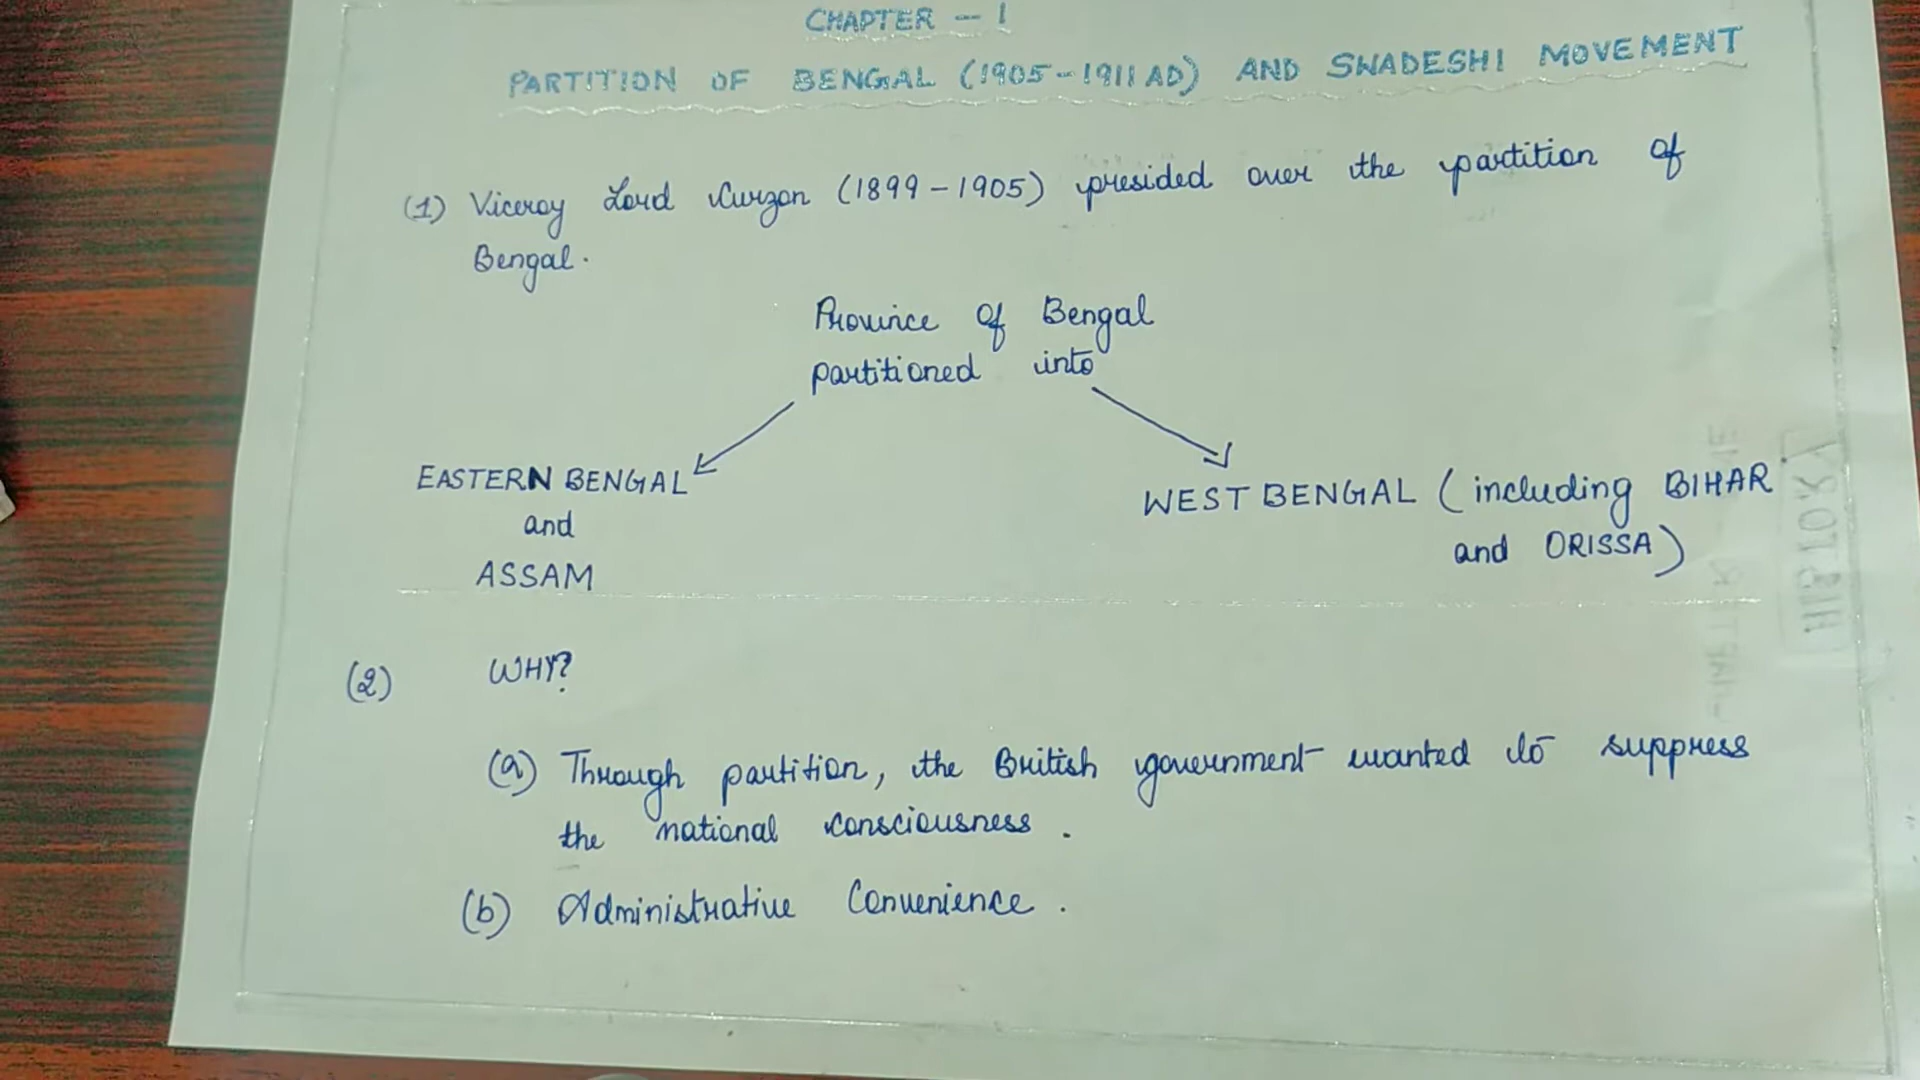 CHAPTER - 1
PARTITION OF BENGAL (1905-1911 AD) AND SWADESHI MOVEMENT
(1) Viceroy Lord Curzon (1899-1905) presided over the partition of
Bengal.
Province of Bengal
partitioned into
EASTERN BENGAL
and
ASSAM
WEST BENGAL (including BIHAR
and ORISSA)
(2) WHY?
(a) Through partition, the British government wanted to suppress
the national consciousness.
(b) Administrative Convenience.